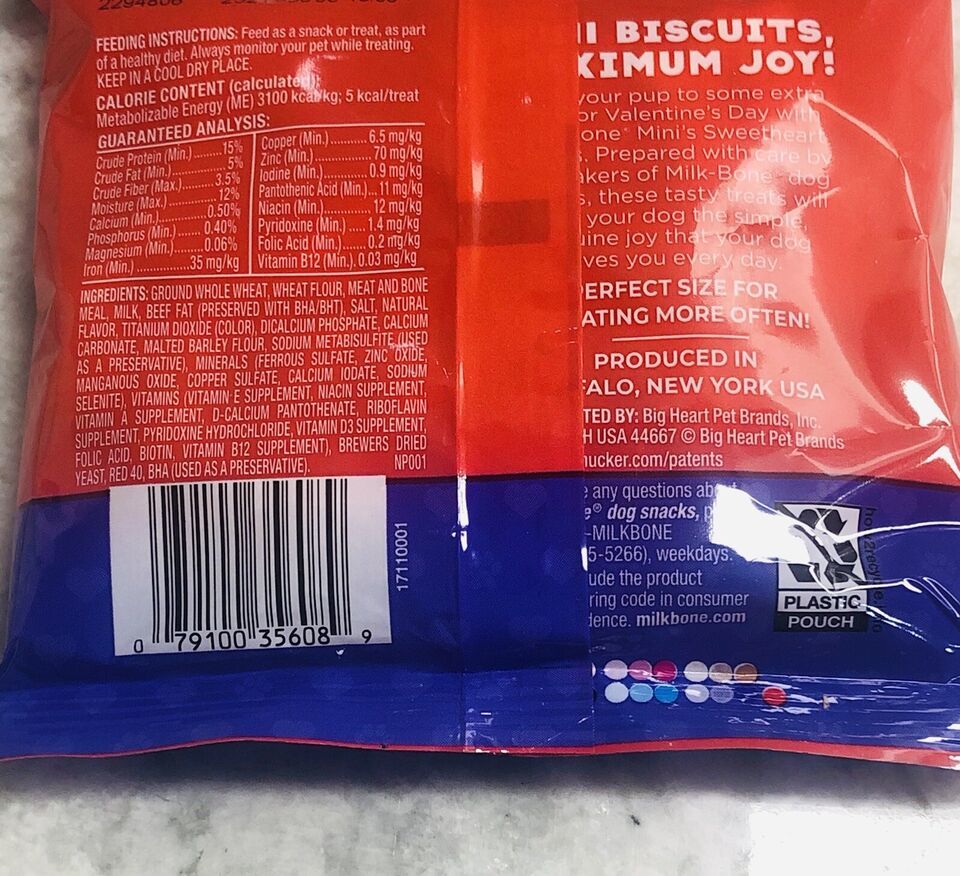 2294808
FEEDING INSTRUCTIONS: Feed as a snack or treat, as part
of a healthy diet. Always monitor your pet while treating.
KEEP IN A COOL DRY PLACE.
CALORIE CONTENT (calculated):
Metabolizable Energy (ME) 3100 kcal/kg; 5 kcal/treat
GUARANTEED ANALYSIS:
Crude Protein (Min.).........15%
Crude Fat (Min.)..............5%
Crude Fiber (Max.).........3.5%
Moisture (Max.)..............12%
Calcium (Min.)..............0.50%
Phosphorus (Min.).......0.40%
Magnesium (Min.).......0.06%
Iron (Min.) ..............35 mg/kg
Copper (Min.)............6.5 mg/kg
Zinc (Min.)..................70 mg/kg
Iodine (Min.)...............0.9 mg/kg
Pantothenic Acid (Min)...11 mg/kg
Niacin (Min.)...............12 mg/kg
Pyridoxine (Min.).....1.4 mg/kg
Folic Acid (Min.).......0.2 mg/kg
Vitamin B12 (Min.). 0.03 mg/kg
INGREDIENTS: GROUND WHOLE WHEAT, WHEAT FLOUR, MEAT AND BONE
MEAL, MILK, BEEF FAT (PRESERVED WITH BHA/BHT), SALT, NATURAL
FLAVOR, TITANIUM DIOXIDE (COLOR), DICALCIUM PHOSPHATE, CALCIUM
CARBONATE, MALTED BARLEY FLOUR, SODIUM METABISULFITE (USED
AS A PRESERVATIVE), MINERALS (FERROUS SULFATE, ZINC OXIDE,
MANGANOUS OXIDE, COPPER SULFATE, CALCIUM IODATE, SODIUM
SELENITE), VITAMINS (VITAMIN E SUPPLEMENT, NIACIN SUPPLEMENT,
VITAMIN A SUPPLEMENT, D-CALCIUM PANTOTHENATE, RIBOFLAVIN
SUPPLEMENT, PYRIDOXINE HYDROCHLORIDE, VITAMIN D3 SUPPLEMENT,
FOLIC ACID, BIOTIN, VITAMIN B12 SUPPLEMENT), BREWERS DRIED
YEAST, RED 40, BHA (USED AS A PRESERVATIVE). NP001
17110001
0 79100 35608 9
NI BISCUITS,
XIMUM JOY!
your pup to some extra
or Valentine's Day with
one® Mini's Sweetheart
. Prepared with care by
akers of Milk-Bone® dog
s, these tasty treats will
your dog the simple,
uine joy that your dog
ves you every day.
PERFECT SIZE FOR
ATING MORE OFTEN!
PRODUCED IN
FALO, NEW YORK USA
TED BY: Big Heart Pet Brands, Inc.
H USA 44667 © Big Heart Pet Brands
nucker.com/patents
any questions about
e® dog snacks,
-MILKBONE
5-5266), weekdays.
ude the product
ring code in consumer
dence. milkbone.com
PLASTIC
POUCH